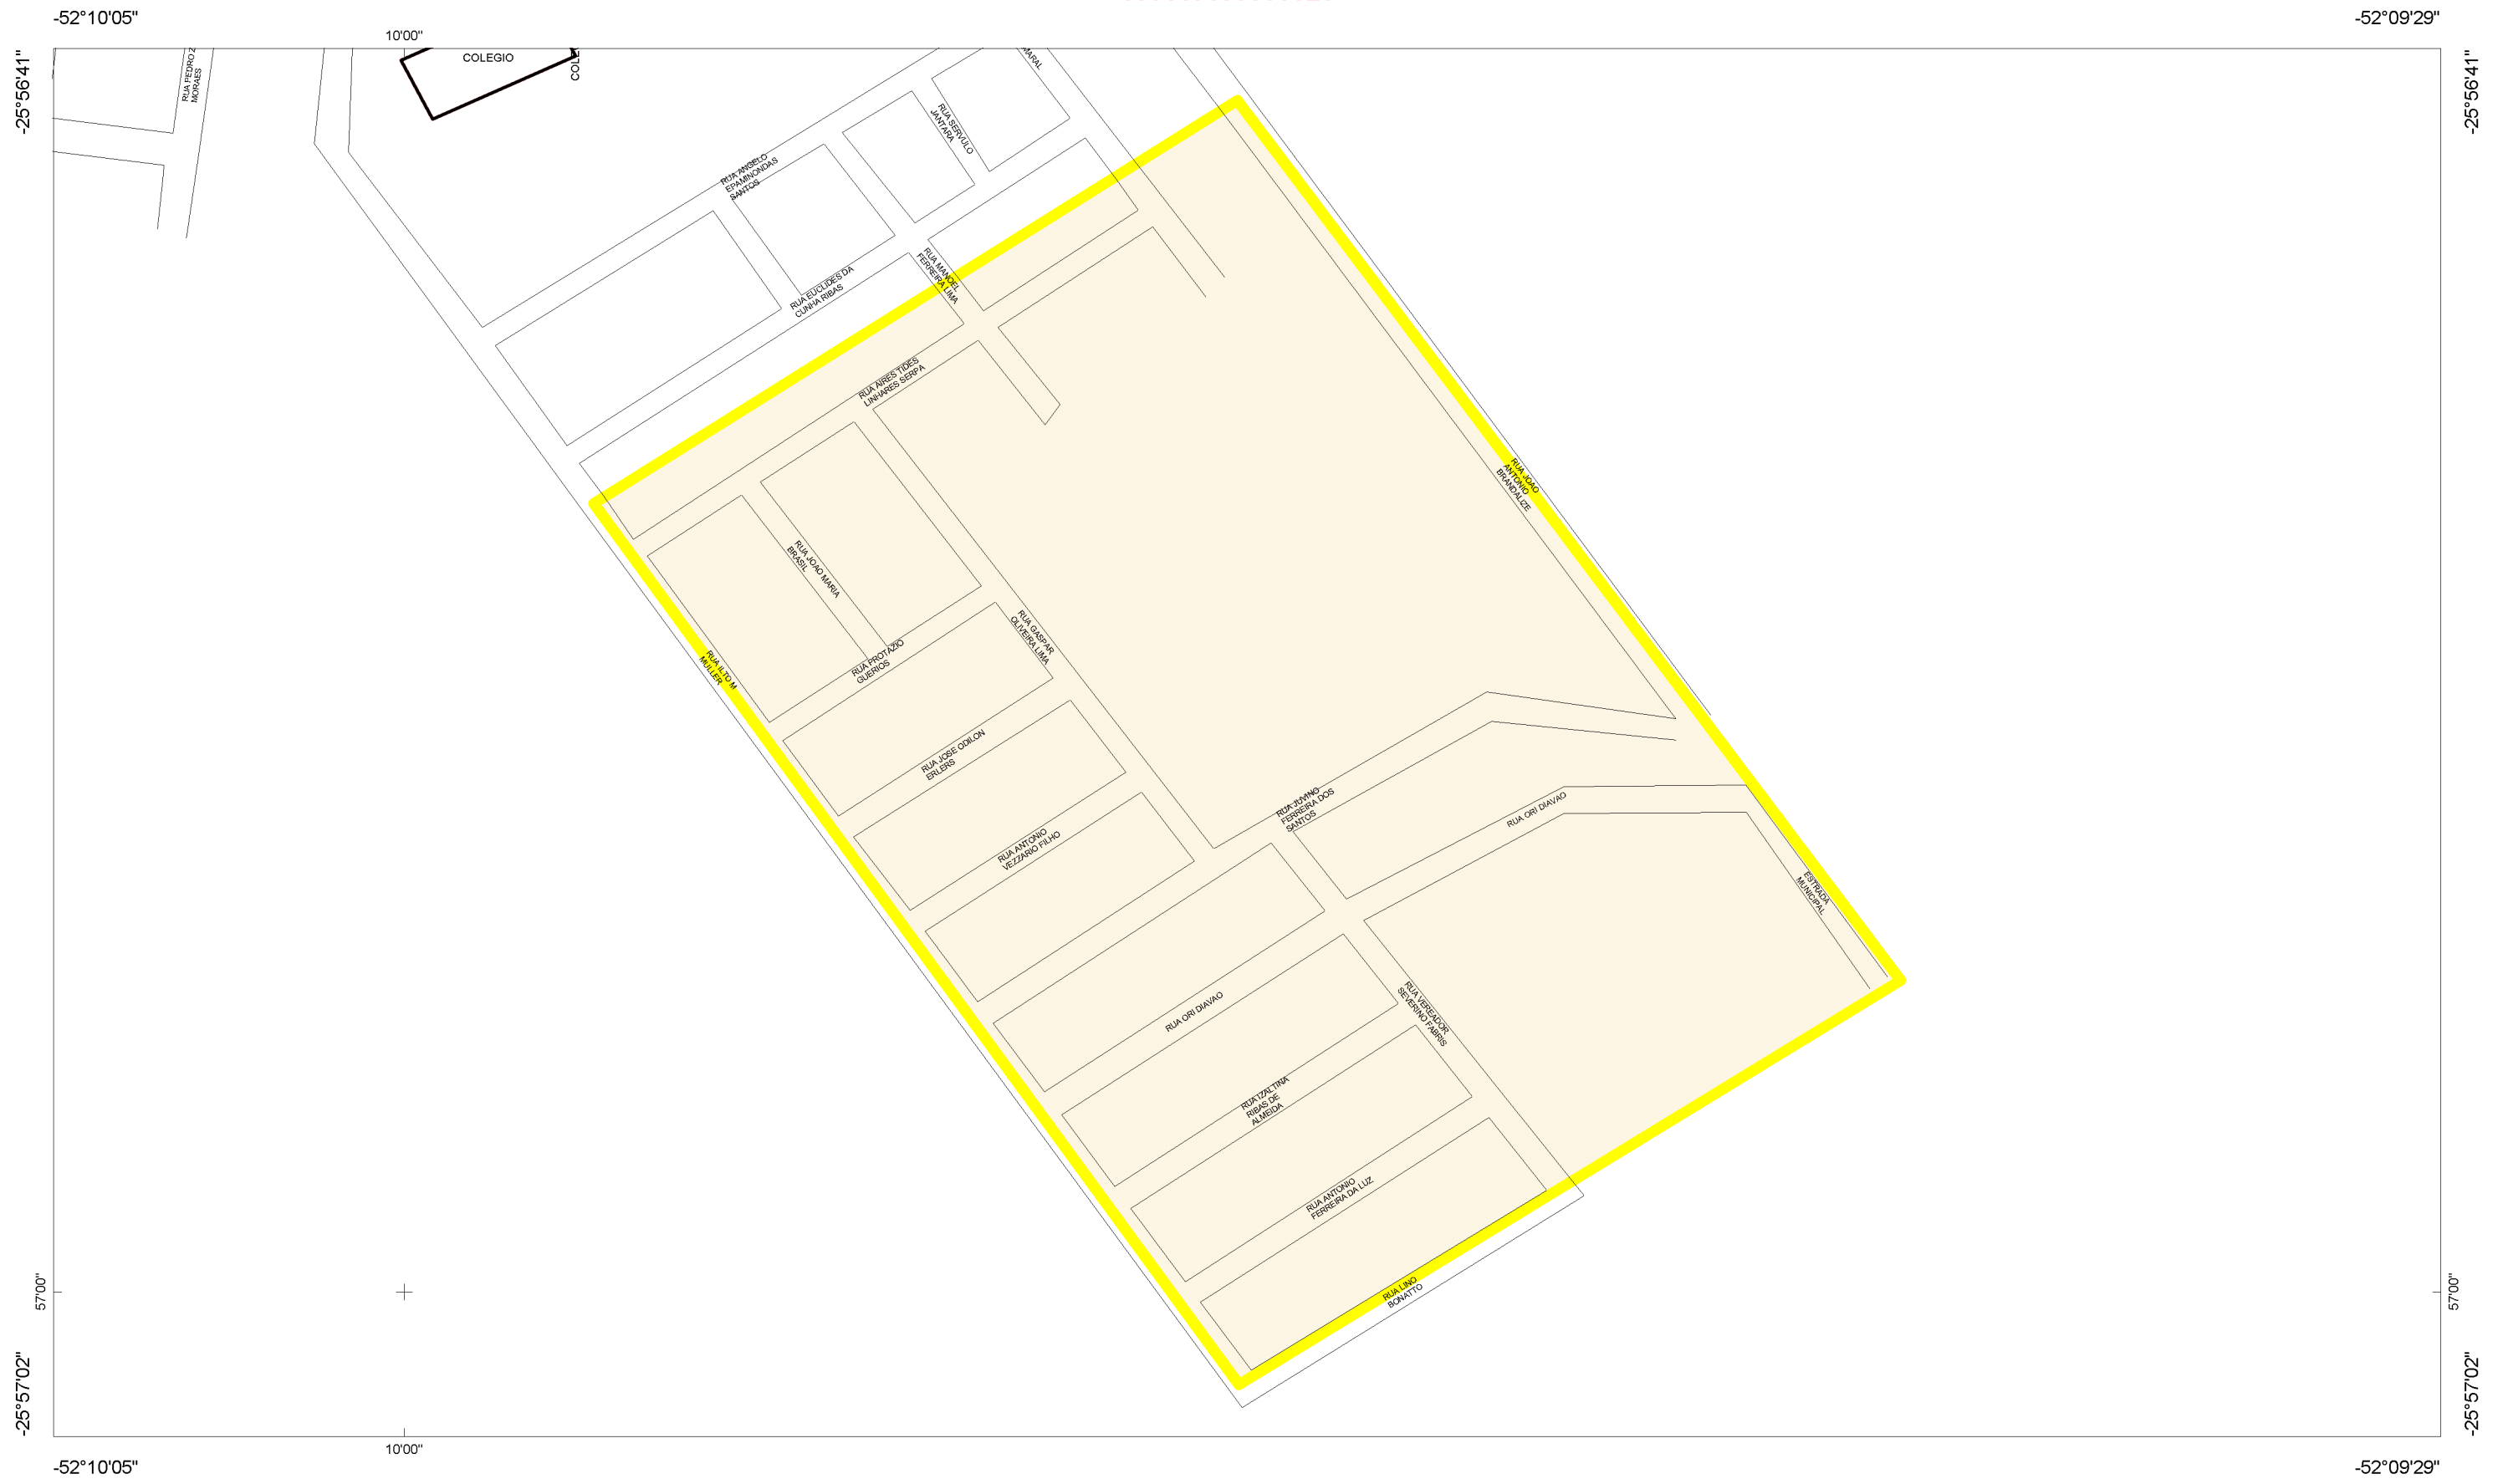 -52°10'05"
-52°09'29"
10'00"
-25°56'41"
-25°56'41"
RUA PEDRO Z
MORAES
COLEGIO
COLE
MARAL
RUA SERVULO
JANTARA
RUA ANGELO
EPAMINONDAS
SANTOS
RUA MANOEL
FERREIRA LIMA
RUA EUCLIDES DA
CUNHA RIBAS
RUA AIRES TIDES
LINHARES SERPA
RUA JOAO
ANTONIO
BRANDALIZE
RUA JOAO MARIA
BRASIL
RUA GASPAR
OLIVEIRA LIMA
RUA PROTAZIO
GUERIOS
RUA ILTO M
MULLER
RUA JOSE ODILON
ERLERS
RUA JUVINO
FERREIRA DOS
SANTOS
RUA ORI DIAVAO
RUA ANTONIO
VEZZARIO FILHO
ESTRADA
MUNICIPAL
RUA ORI DIAVAO
RUA VEREADOR
SEVERINO FABRIS
RUA IZALTINA
RIBAS DE
ALMEIDA
RUA ANTONIO
FERREIRA DA LUZ
RUA LINO
BONATTO
57'00"
57'00"
-25°57'02"
-25°57'02"
10'00"
-52°10'05"
-52°09'29"